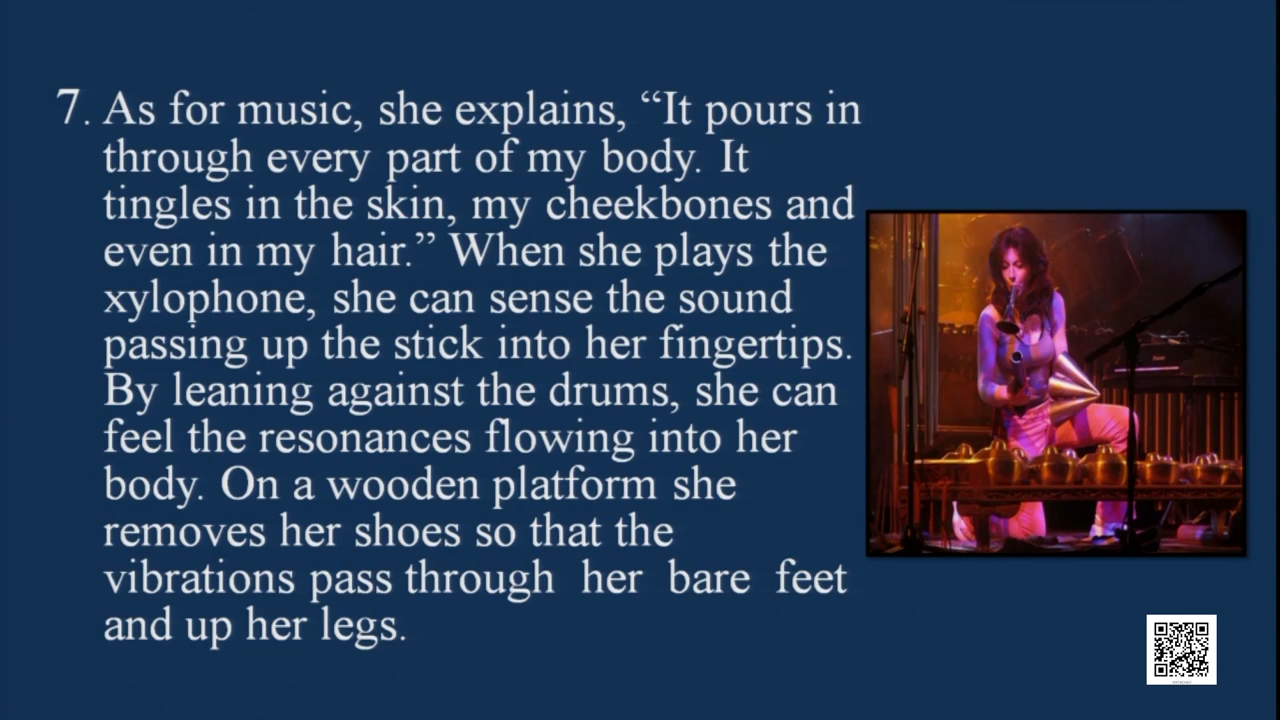 7. As for music, she explains, “It pours in
through every part of my body. It
tingles in the skin, my cheekbones and
even in my hair.” When she plays the
xylophone, she can sense the sound
passing up the stick into her fingertips.
By leaning against the drums, she can
feel the resonances flowing into her
body. On a wooden platform she
removes her shoes so that the
vibrations pass through her bare feet
and up her legs.